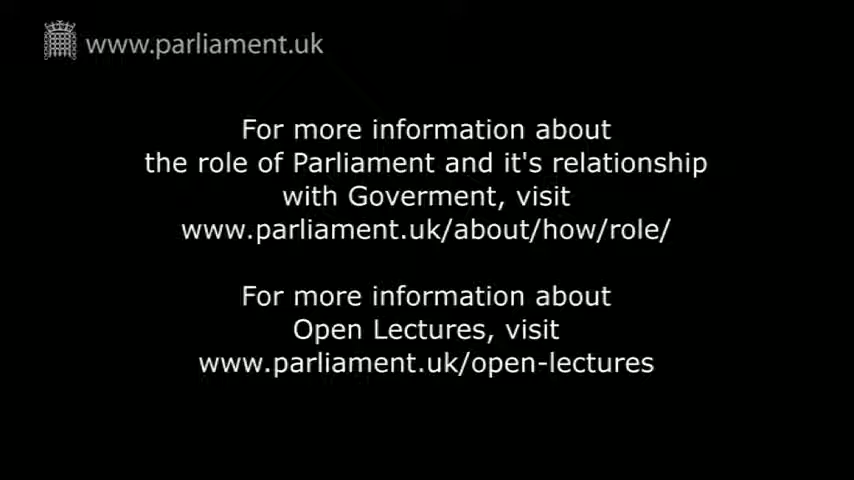 www.parliament.uk
For more information about
the role of Parliament and it's relationship
with Goverment, visit
www.parliament.uk/about/how/role/
For more information about
Open Lectures, visit
www.parliament.uk/open-lectures